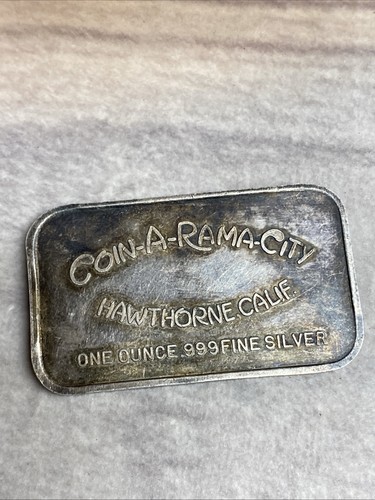 COIN-A-RAMA-CITY
HAWTHORNE CALIF.
ONE OUNCE .999 FINE SILVER